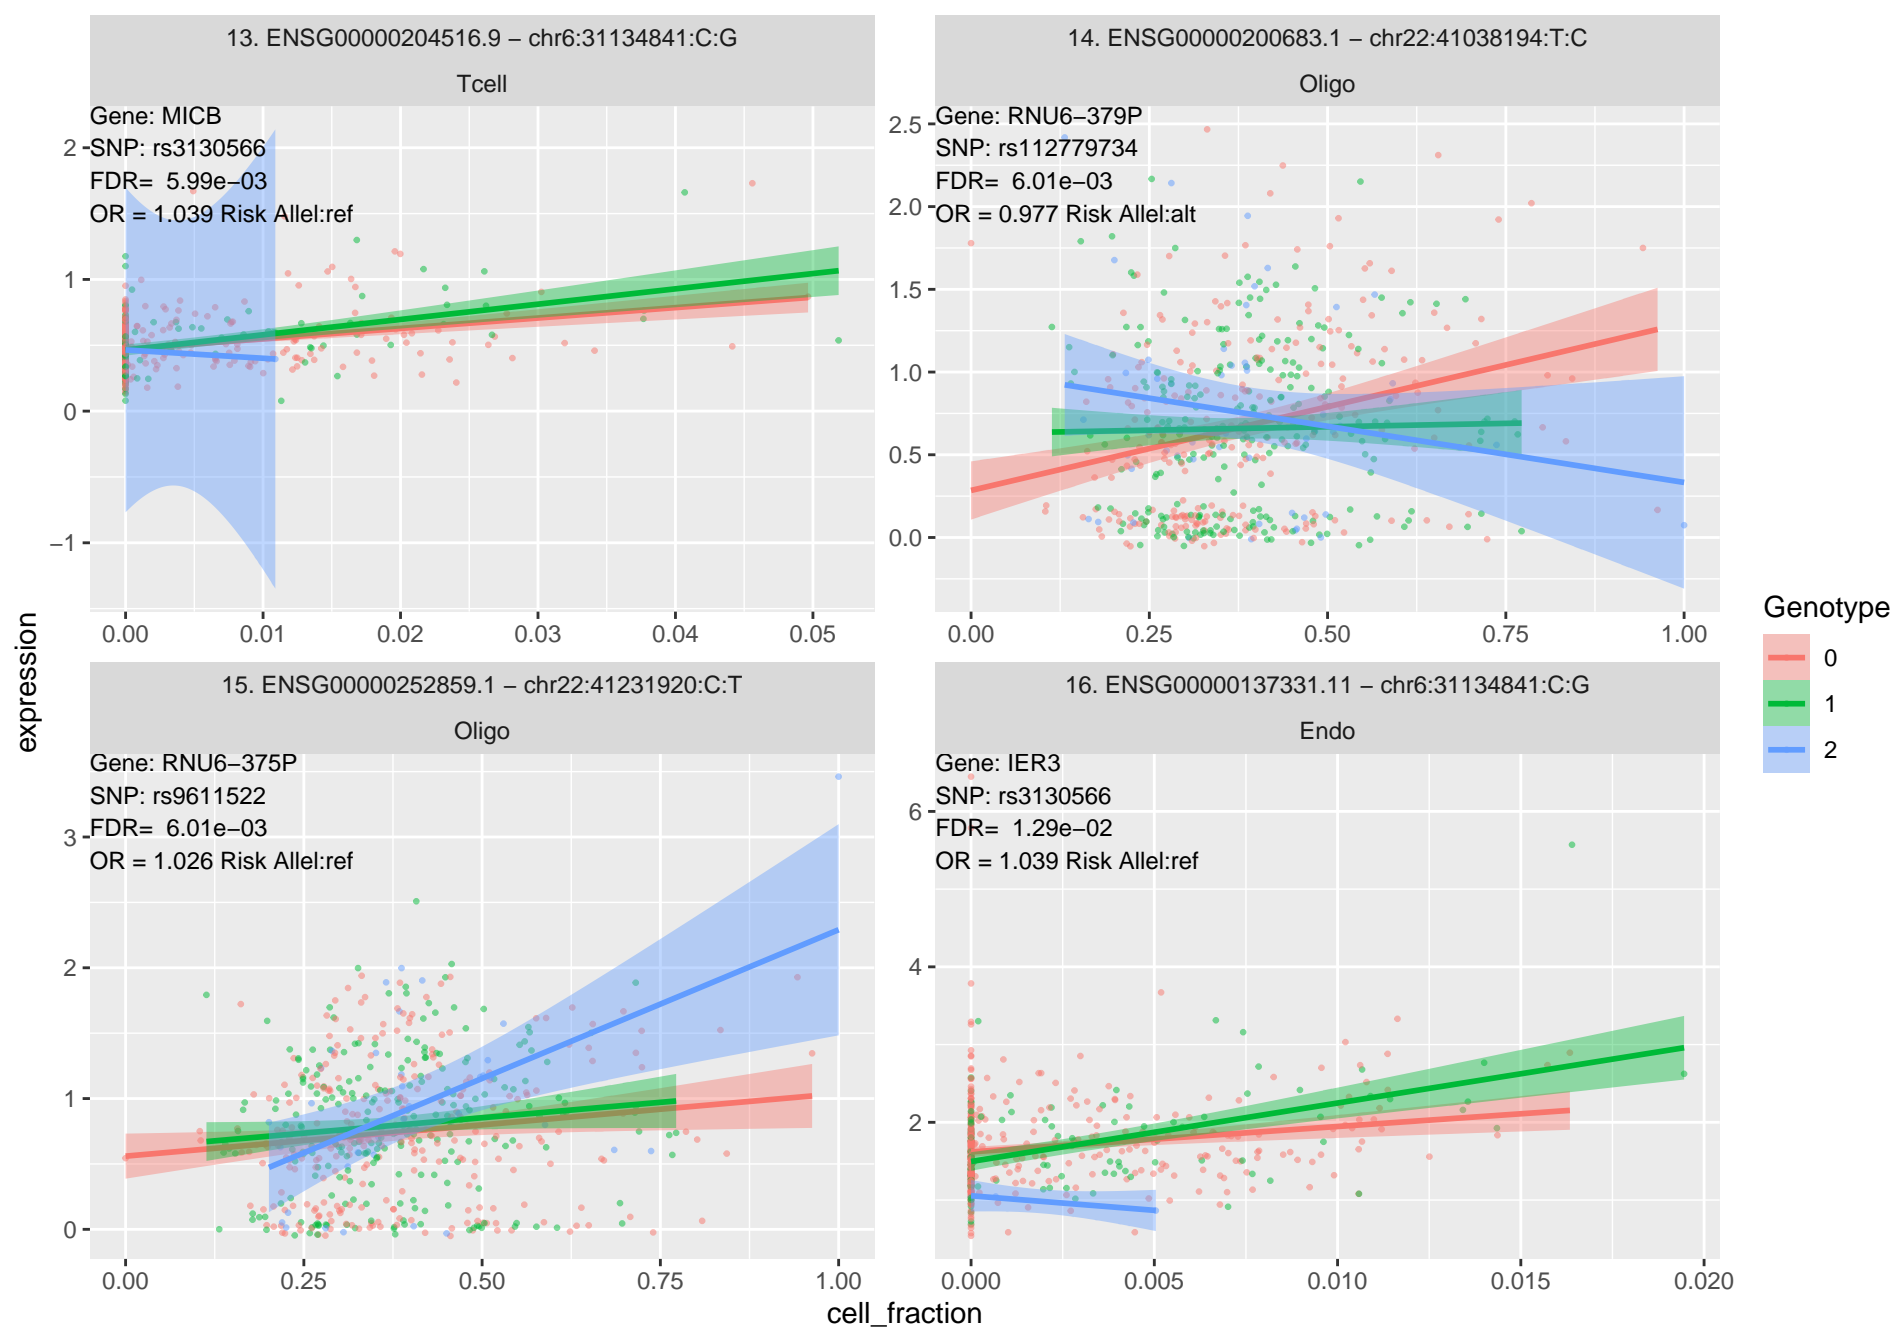 13. ENSG00000204516.9 − chr6:31134841:C:G
Tcell
Gene: MICB
SNP: rs3130566
FDR= 5.99e−03
OR = 1.039 Risk Allel:ref
2
1
0
−1
0.00 0.01 0.02 0.03 0.04 0.05
14. ENSG00000200683.1 − chr22:41038194:T:C
Oligo
Gene: RNU6−379P
SNP: rs112779734
FDR= 6.01e−03
OR = 0.977 Risk Allel:alt
2.5
2.0
1.5
1.0
0.5
0.0
0.00 0.25 0.50 0.75 1.00
15. ENSG00000252859.1 − chr22:41231920:C:T
Oligo
Gene: RNU6−375P
SNP: rs9611522
FDR= 6.01e−03
OR = 1.026 Risk Allel:ref
3
2
1
0
0.00 0.25 0.50 0.75 1.00
16. ENSG00000137331.11 − chr6:31134841:C:G
Endo
Gene: IER3
SNP: rs3130566
FDR= 1.29e−02
OR = 1.039 Risk Allel:ref
6
4
2
0.000 0.005 0.010 0.015 0.020
expression
cell_fraction
Genotype
0
1
2